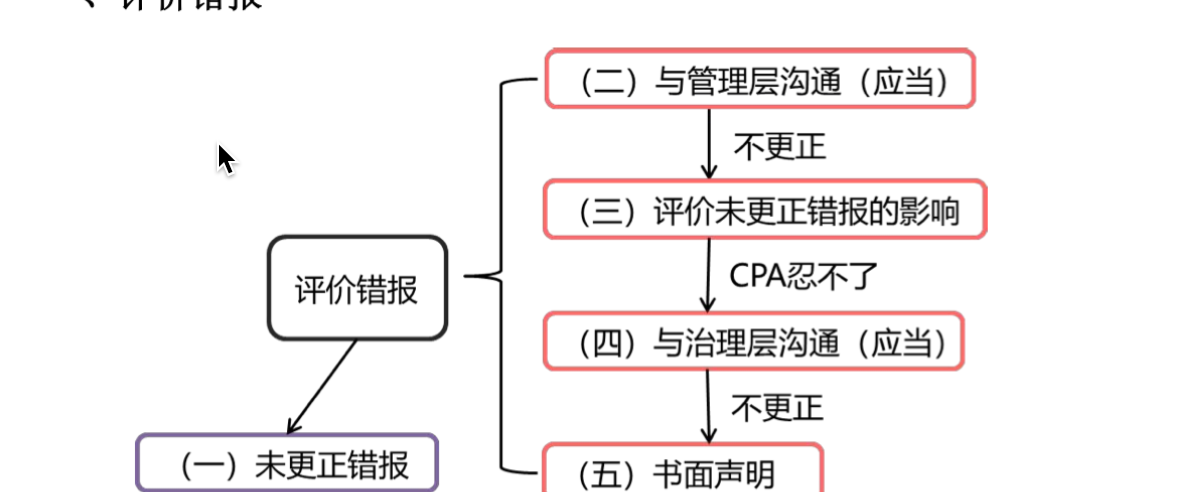 、评价错报
（二）与管理层沟通（应当）
不更正
（三）评价未更正错报的影响
CPA忍不了
评价错报
（四）与治理层沟通（应当）
不更正
（一）未更正错报
（五）书面声明